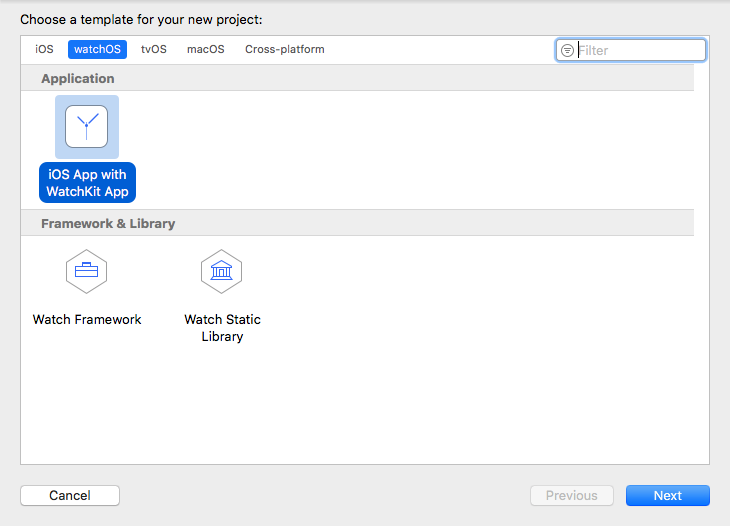 Choose a template for your new project:
iOS watchOS tvOS macOS Cross-platform Filter
Application
iOS App with
WatchKit App
Framework & Library
Watch Framework Watch Static
Library
Cancel Previous Next